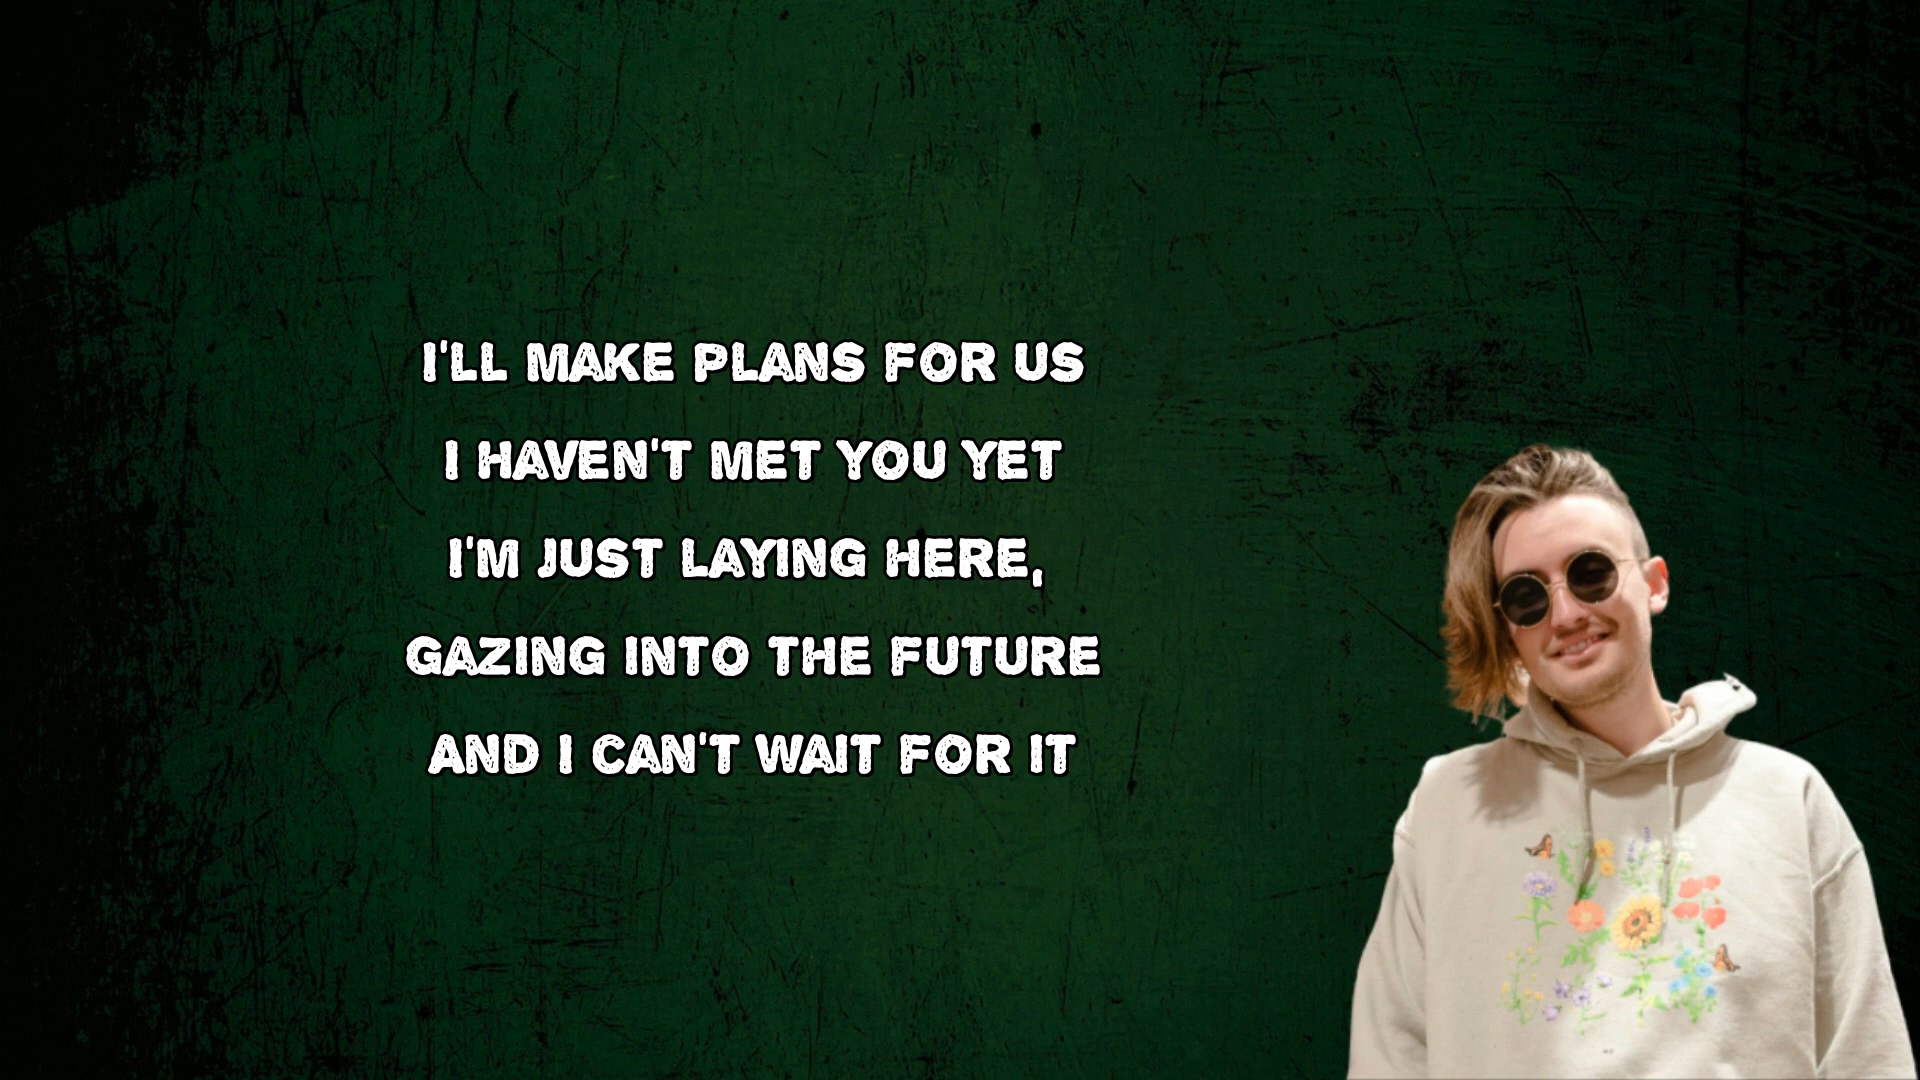 I'LL MAKE PLANS FOR US
I HAVEN'T MET YOU YET
I'M JUST LAYING HERE,
GAZING INTO THE FUTURE
AND I CAN'T WAIT FOR IT